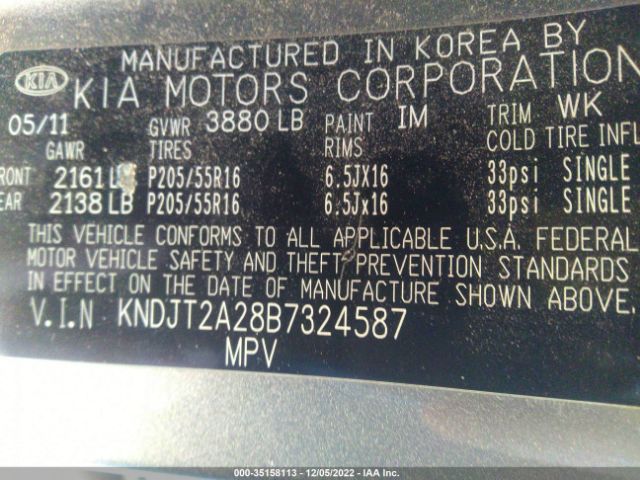 MANUFACTURED IN KOREA BY
KIA KIA MOTORS CORPORATION
05/11 GVWR 3880 LB PAINT IM TRIM WK
GAWR TIRES RIMS COLD TIRE INFL
FRONT 2161 P205/55R16 6.5JX16 33psi SINGLE
EAR 2138 LB P205/55R16 6.5Jx16 33psi SINGLE
THIS VEHICLE CONFORMS TO ALL APPLICABLE U.S.A. FEDERAL
MOTOR VEHICLE SAFETY AND THEFT PREVENTION STANDARDS
IN EFFECT ON THE DATE OF MANUFACTURE SHOWN ABOVE.
V.I.N KNDJT2A28B7324587
MPV
000-35158113 - 12/05/2022 - IAA Inc.